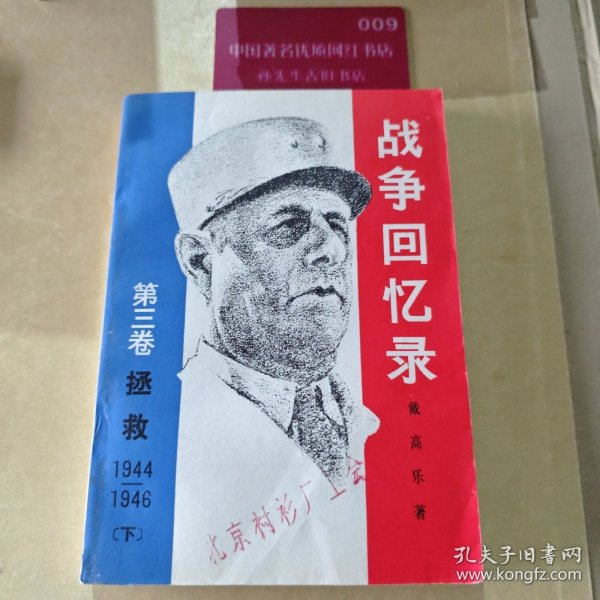 009
中国著名优质网红书店
孙先生古旧书店
战争回忆录
戴高乐著
第三卷
拯救
1944
1946
〔下〕
北京衬衫厂工会
孔夫子旧书网
www.kongfz.com